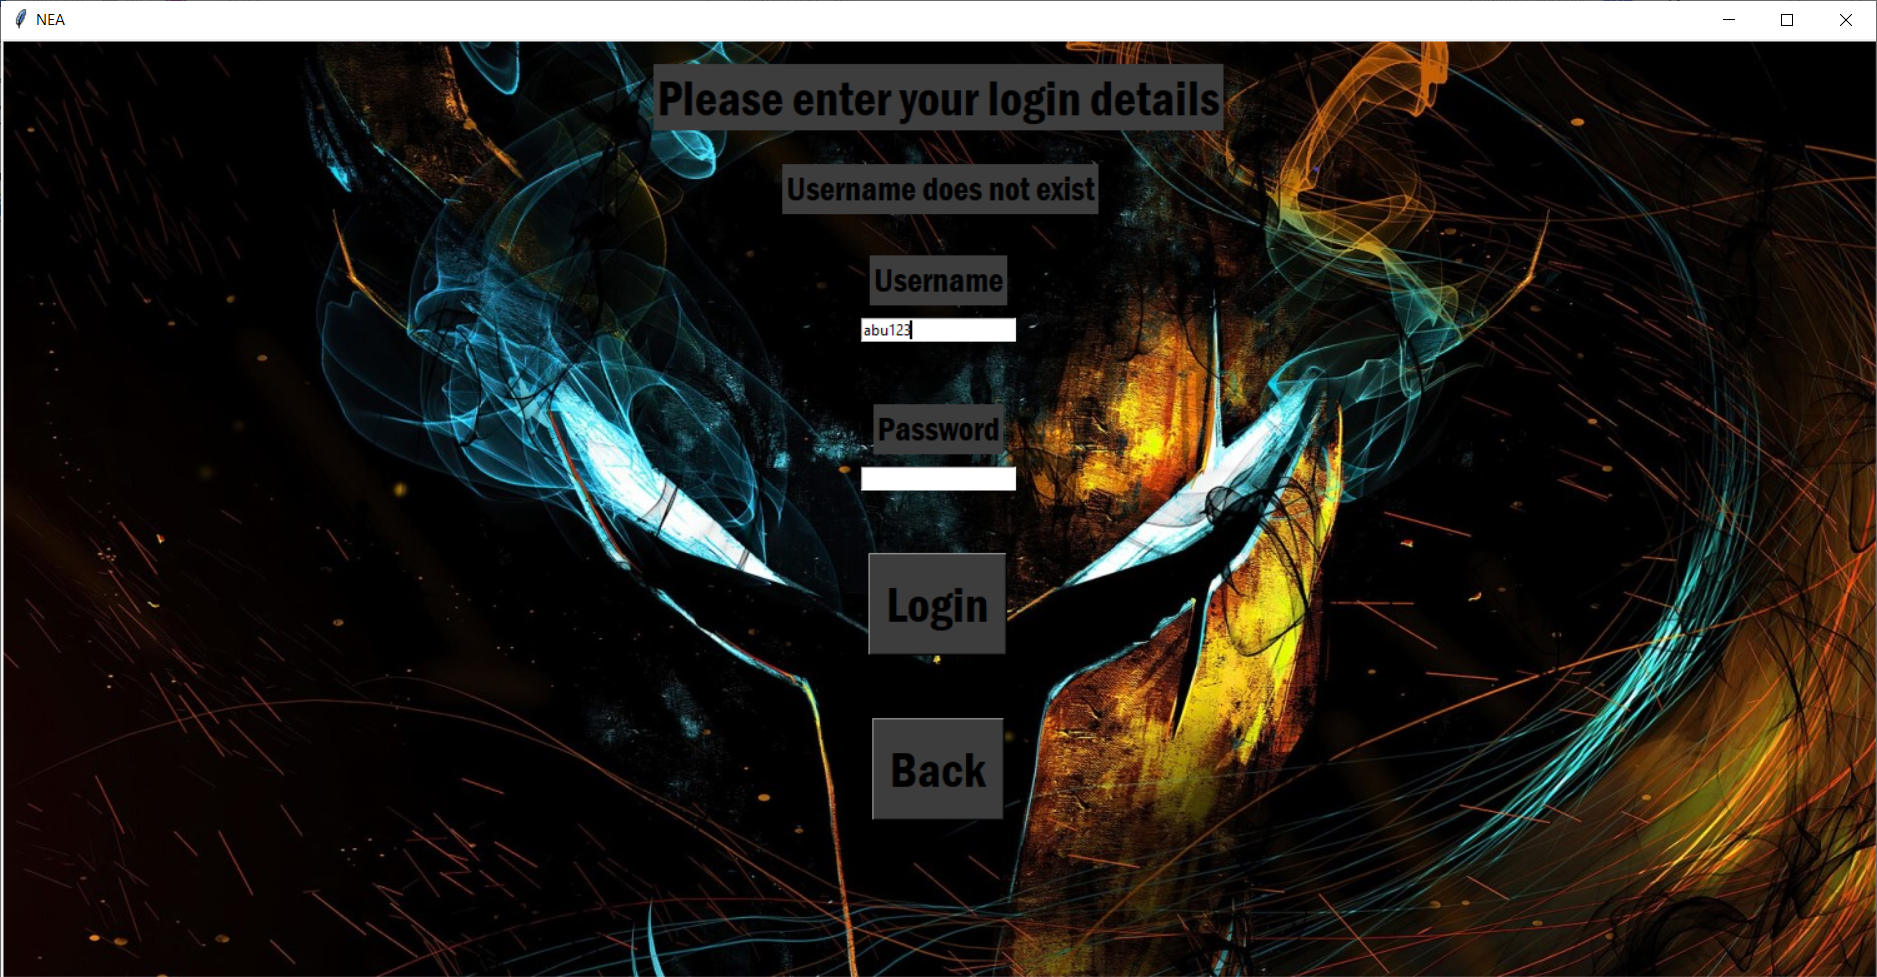 NEA
Please enter your login details
Username does not exist
Username
abu123
Password
Login
Back